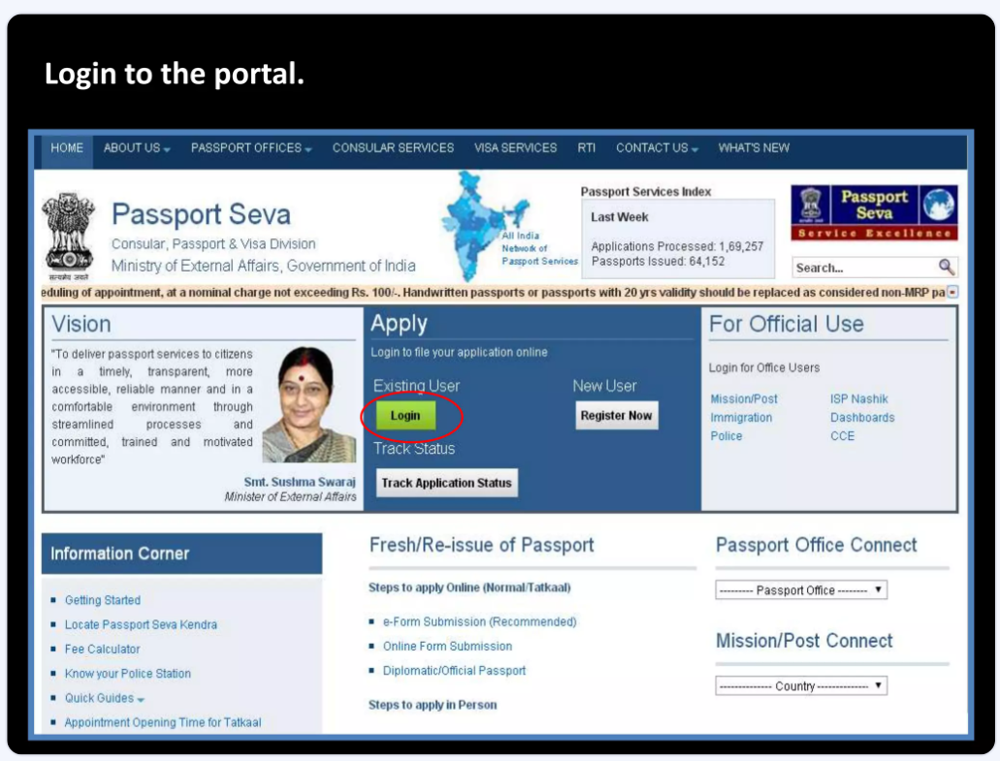 Login to the portal.
HOME ABOUT US PASSPORT OFFICES CONSULAR SERVICES VISA SERVICES RTI CONTACT US WHAT'S NEW
सत्यमेव जयते
Passport Seva
Consular, Passport & Visa Division
Ministry of External Affairs, Government of India
All India
Network of
Passport Services
Passport Services Index
Last Week
Applications Processed: 1,69,257
Passports Issued: 64,152
Passport
Seva
Service Excellence
Search...
eduling of appointment, at a nominal charge not exceeding Rs. 100/-. Handwritten passports or passports with 20 yrs validity should be replaced as considered non-MRP pa
Vision
"To deliver passport services to citizens
in a timely, transparent, more
accessible, reliable manner and in a
comfortable environment through
streamlined processes and
committed, trained and motivated
workforce"
Smt. Sushma Swaraj
Minister of External Affairs
Apply
Login to file your application online
Existing User New User
Login Register Now
Track Status
Track Application Status
For Official Use
Login for Office Users
Mission/Post ISP Nashik
Immigration Dashboards
Police CCE
Information Corner
Getting Started
Locate Passport Seva Kendra
Fee Calculator
Know your Police Station
Quick Guides
Appointment Opening Time for Tatkaal
Fresh/Re-issue of Passport
Steps to apply Online (Normal/Tatkaal)
e-Form Submission (Recommended)
Online Form Submission
Diplomatic/Official Passport
Steps to apply in Person
Passport Office Connect
--------- Passport Office --------
Mission/Post Connect
-------------- Country --------------